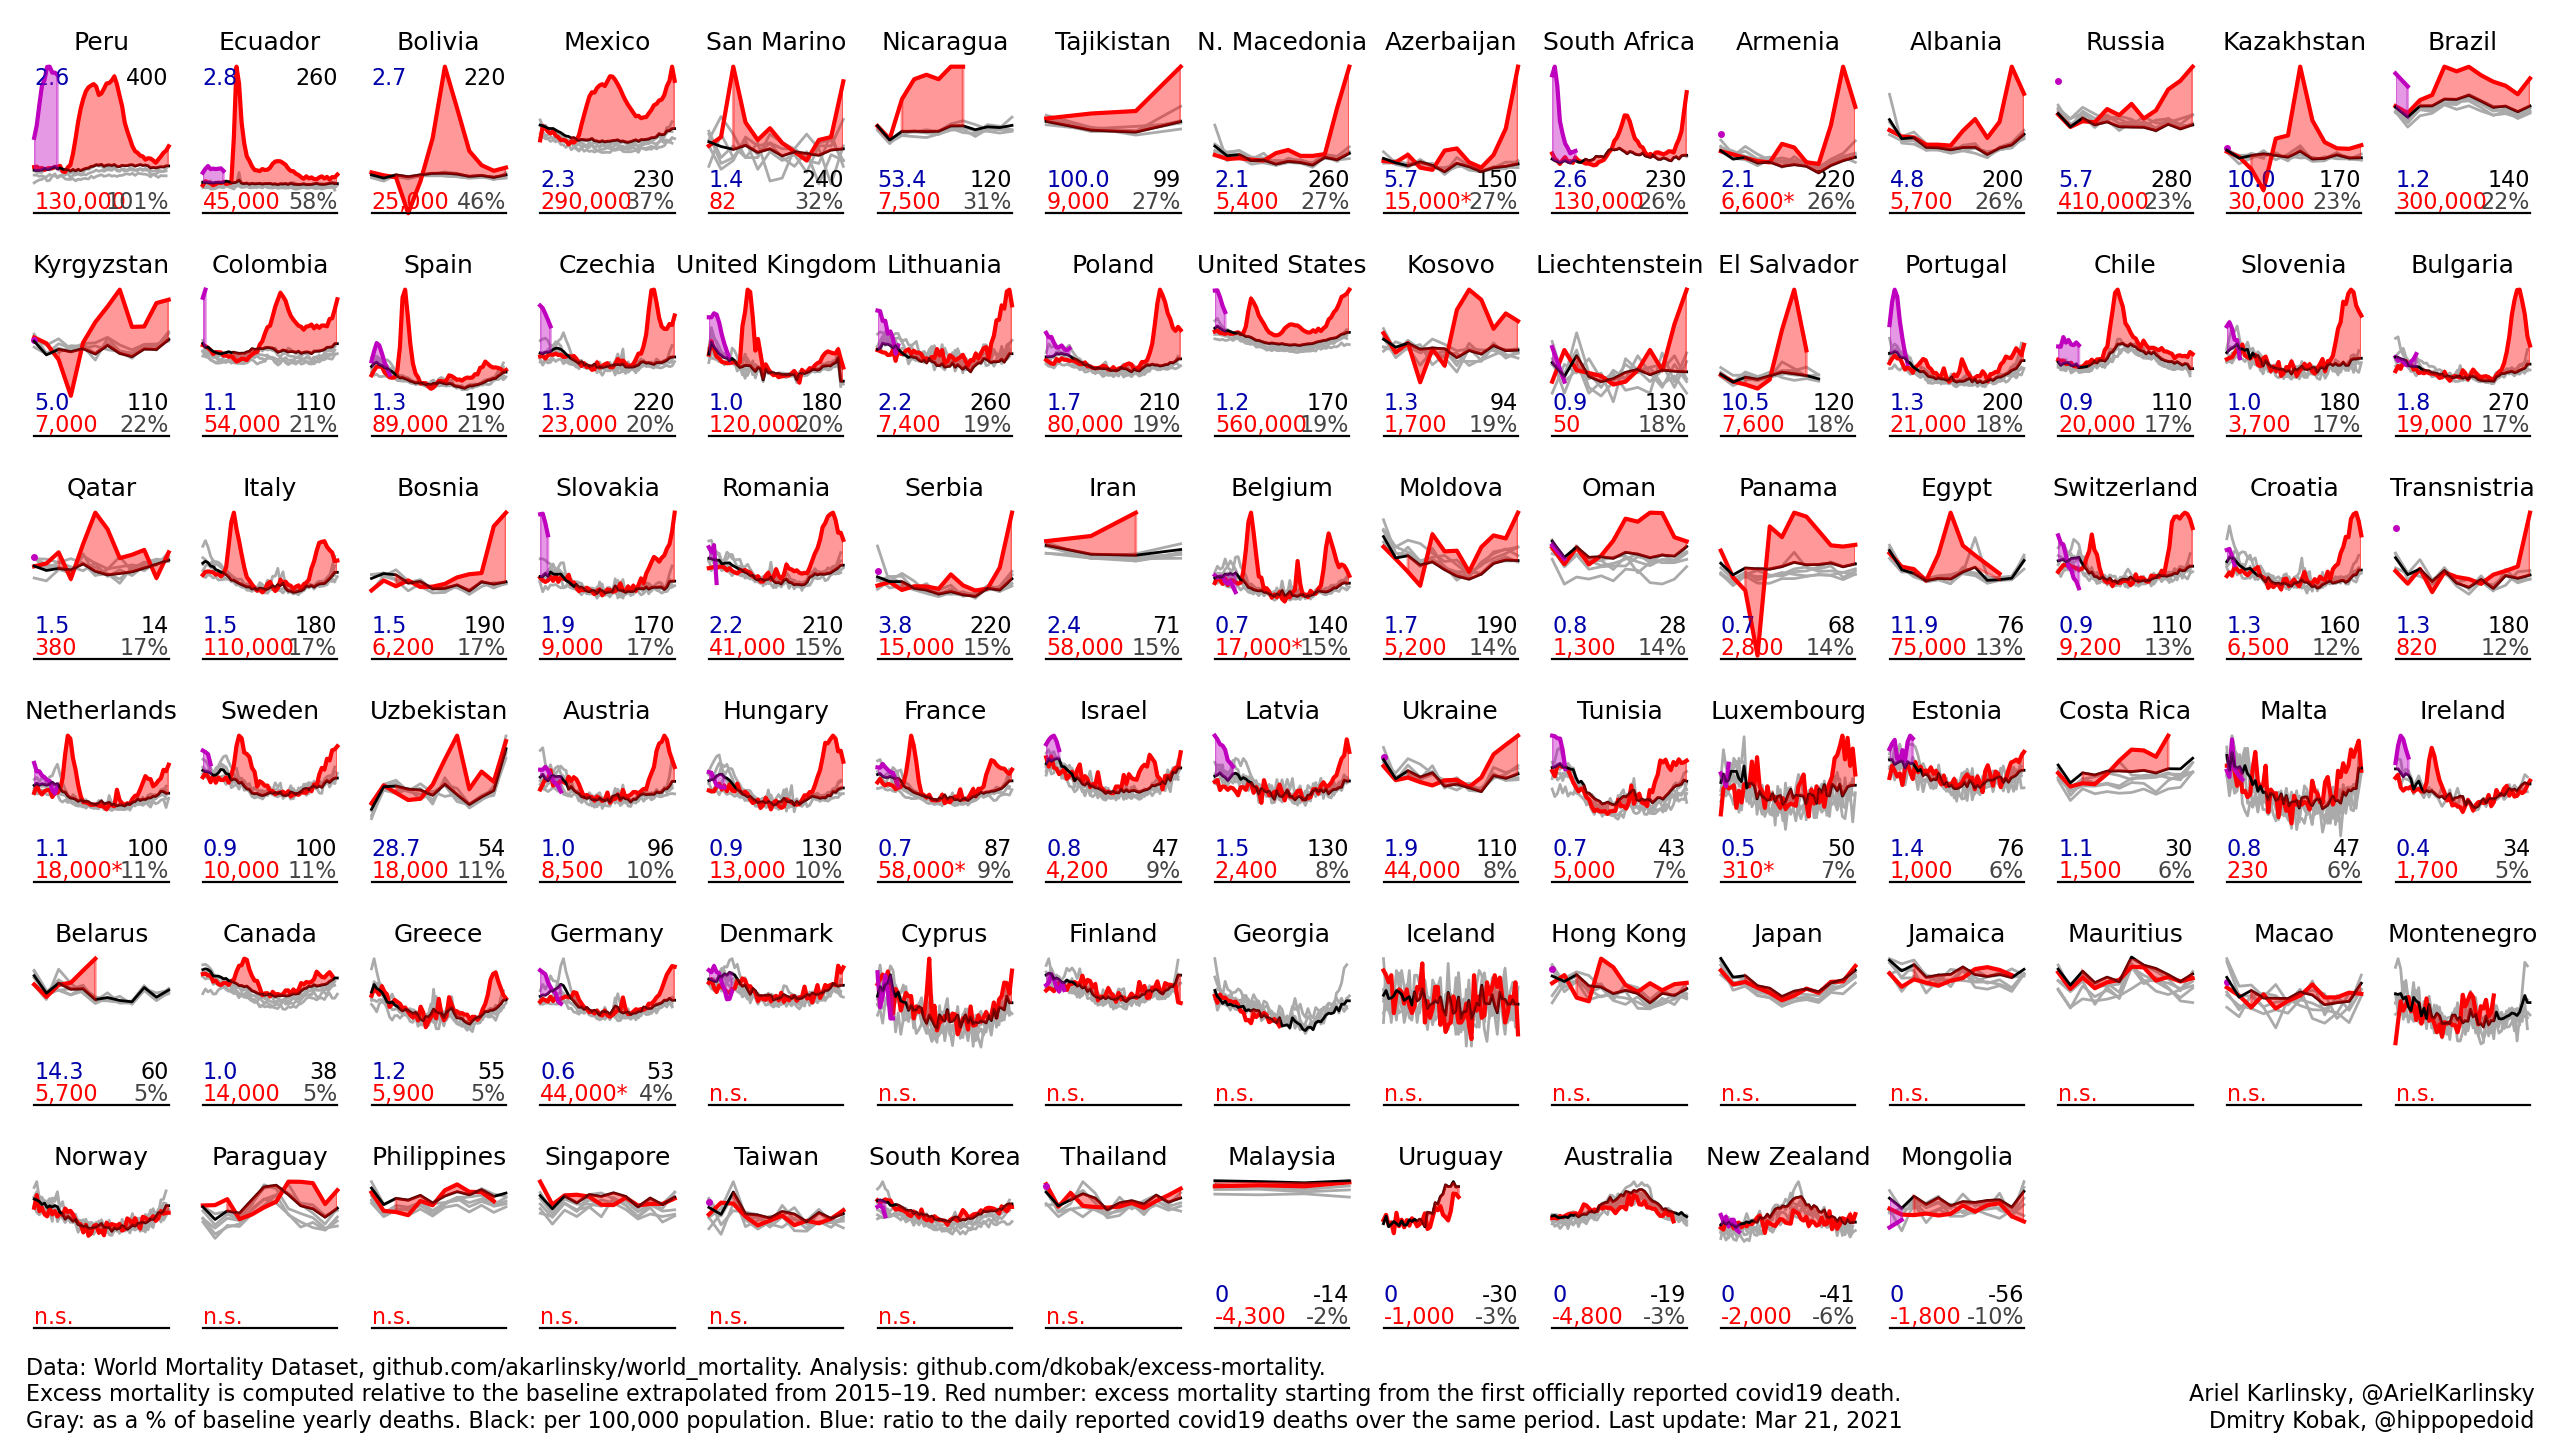 Peru Ecuador Bolivia Mexico San Marino Nicaragua Tajikistan N. Macedonia Azerbaijan South Africa Armenia Albania Russia Kazakhstan Brazil
2.6 400 2.8 260 2.7 220
2.3 230 1.4 240 53.4 120 100.0 99 2.1 260 5.7 150 2.6 230 2.1 220 4.8 200 5.7 280 10.0 170 1.2 140
130,000 101% 45,000 58% 25,000 46% 290,000 37% 82 32% 7,500 31% 9,000 27% 5,400 27% 15,000* 27% 130,000 26% 6,600* 26% 5,700 26% 410,000 23% 30,000 23% 300,000 22%
Kyrgyzstan Colombia Spain Czechia United Kingdom Lithuania Poland United States Kosovo Liechtenstein El Salvador Portugal Chile Slovenia Bulgaria
5.0 110 1.1 110 1.3 190 1.3 220 1.0 180 2.2 260 1.7 210 1.2 170 1.3 94 0.9 130 10.5 120 1.3 200 0.9 110 1.0 180 1.8 270
7,000 22% 54,000 21% 89,000 21% 23,000 20% 120,000 20% 7,400 19% 80,000 19% 560,000 19% 1,700 19% 50 18% 7,600 18% 21,000 18% 20,000 17% 3,700 17% 19,000 17%
Qatar Italy Bosnia Slovakia Romania Serbia Iran Belgium Moldova Oman Panama Egypt Switzerland Croatia Transnistria
1.5 14 1.5 180 1.5 190 1.9 170 2.2 210 3.8 220 2.4 71 0.7 140 1.7 190 0.8 28 0.7 68 11.9 76 0.9 110 1.3 160 1.3 180
380 17% 110,000 17% 6,200 17% 9,000 17% 41,000 15% 15,000 15% 58,000 15% 17,000* 15% 5,200 14% 1,300 14% 2,800 14% 75,000 13% 9,200 13% 6,500 12% 820 12%
Netherlands Sweden Uzbekistan Austria Hungary France Israel Latvia Ukraine Tunisia Luxembourg Estonia Costa Rica Malta Ireland
1.1 100 0.9 100 28.7 54 1.0 96 0.9 130 0.7 87 0.8 47 1.5 130 1.9 110 0.7 43 0.5 50 1.4 76 1.1 30 0.8 47 0.4 34
18,000* 11% 10,000 11% 18,000 11% 8,500 10% 13,000 10% 58,000* 9% 4,200 9% 2,400 8% 44,000 8% 5,000 7% 310* 7% 1,000 6% 1,500 6% 230 6% 1,700 5%
Belarus Canada Greece Germany Denmark Cyprus Finland Georgia Iceland Hong Kong Japan Jamaica Mauritius Macao Montenegro
14.3 60 1.0 38 1.2 55 0.6 53
5,700 5% 14,000 5% 5,900 5% 44,000* 4% n.s. n.s. n.s. n.s. n.s. n.s. n.s. n.s. n.s. n.s. n.s.
Norway Paraguay Philippines Singapore Taiwan South Korea Thailand Malaysia Uruguay Australia New Zealand Mongolia
0 -14 0 -30 0 -19 0 -41 0 -56
n.s. n.s. n.s. n.s. n.s. n.s. n.s. -4,300 -2% -1,000 -3% -4,800 -3% -2,000 -6% -1,800 -10%
Data: World Mortality Dataset, github.com/akarlinsky/world_mortality. Analysis: github.com/dkobak/excess-mortality.
Excess mortality is computed relative to the baseline extrapolated from 2015–19. Red number: excess mortality starting from the first officially reported covid19 death.
Gray: as a % of baseline yearly deaths. Black: per 100,000 population. Blue: ratio to the daily reported covid19 deaths over the same period. Last update: Mar 21, 2021
Ariel Karlinsky, @ArielKarlinsky
Dmitry Kobak, @hippopedoid